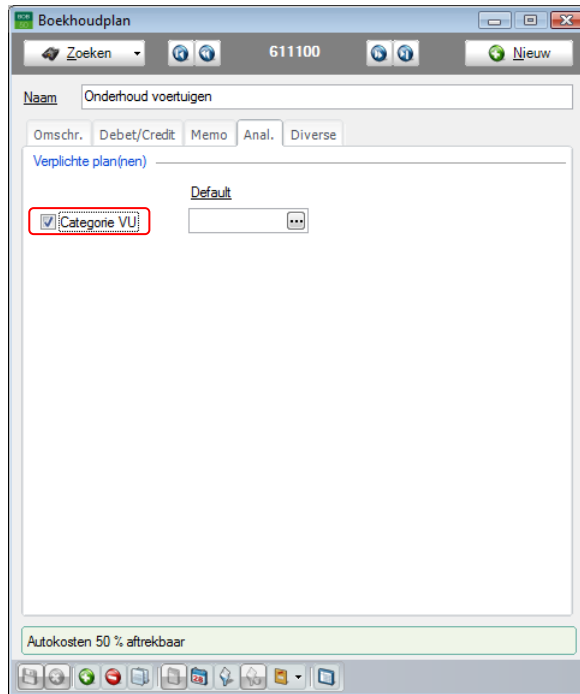 Boekhoudplan
Zoeken 611100 Nieuw
Naam Onderhoud voertuigen
Omschr. Debet/Credit Memo Anal. Diverse
Verplichte plan(nen)
Default
Categorie VU
Autokosten 50 % aftrekbaar